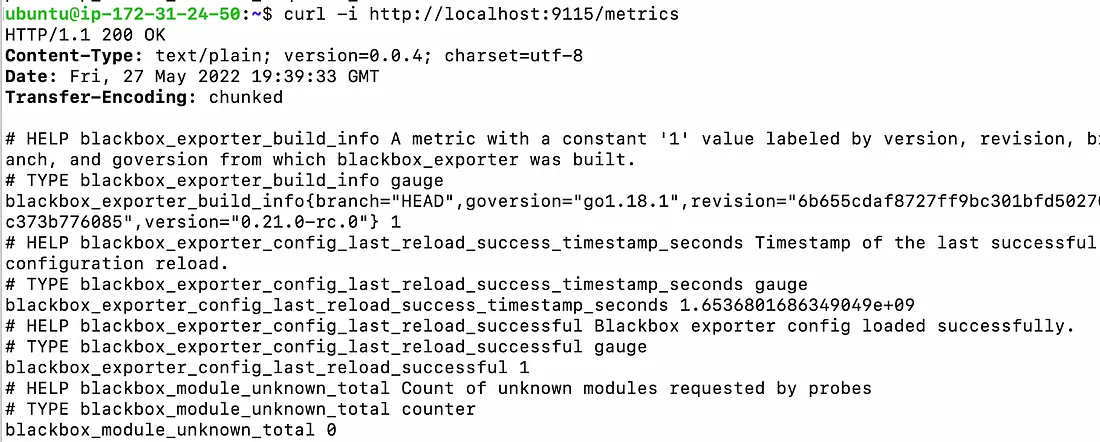 ubuntu@ip-172-31-24-50:~$ curl -i http://localhost:9115/metrics
HTTP/1.1 200 OK
Content-Type: text/plain; version=0.0.4; charset=utf-8
Date: Fri, 27 May 2022 19:39:33 GMT
Transfer-Encoding: chunked
# HELP blackbox_exporter_build_info A metric with a constant '1' value labeled by version, revision,
anch, and goversion from which blackbox_exporter was built.
# TYPE blackbox_exporter_build_info gauge
blackbox_exporter_build_info{branch="HEAD",goversion="go1.18.1",revision="6b655cdaf8727ff9bc301bfd5027
c373b776085",version="0.21.0-rc.0"} 1
# HELP blackbox_exporter_config_last_reload_success_timestamp_seconds Timestamp of the last successful
configuration reload.
# TYPE blackbox_exporter_config_last_reload_success_timestamp_seconds gauge
blackbox_exporter_config_last_reload_success_timestamp_seconds 1.6536801686349049e+09
# HELP blackbox_exporter_config_last_reload_successful Blackbox exporter config loaded successfully.
# TYPE blackbox_exporter_config_last_reload_successful gauge
blackbox_exporter_config_last_reload_successful 1
# HELP blackbox_module_unknown_total Count of unknown modules requested by probes
# TYPE blackbox_module_unknown_total counter
blackbox_module_unknown_total 0